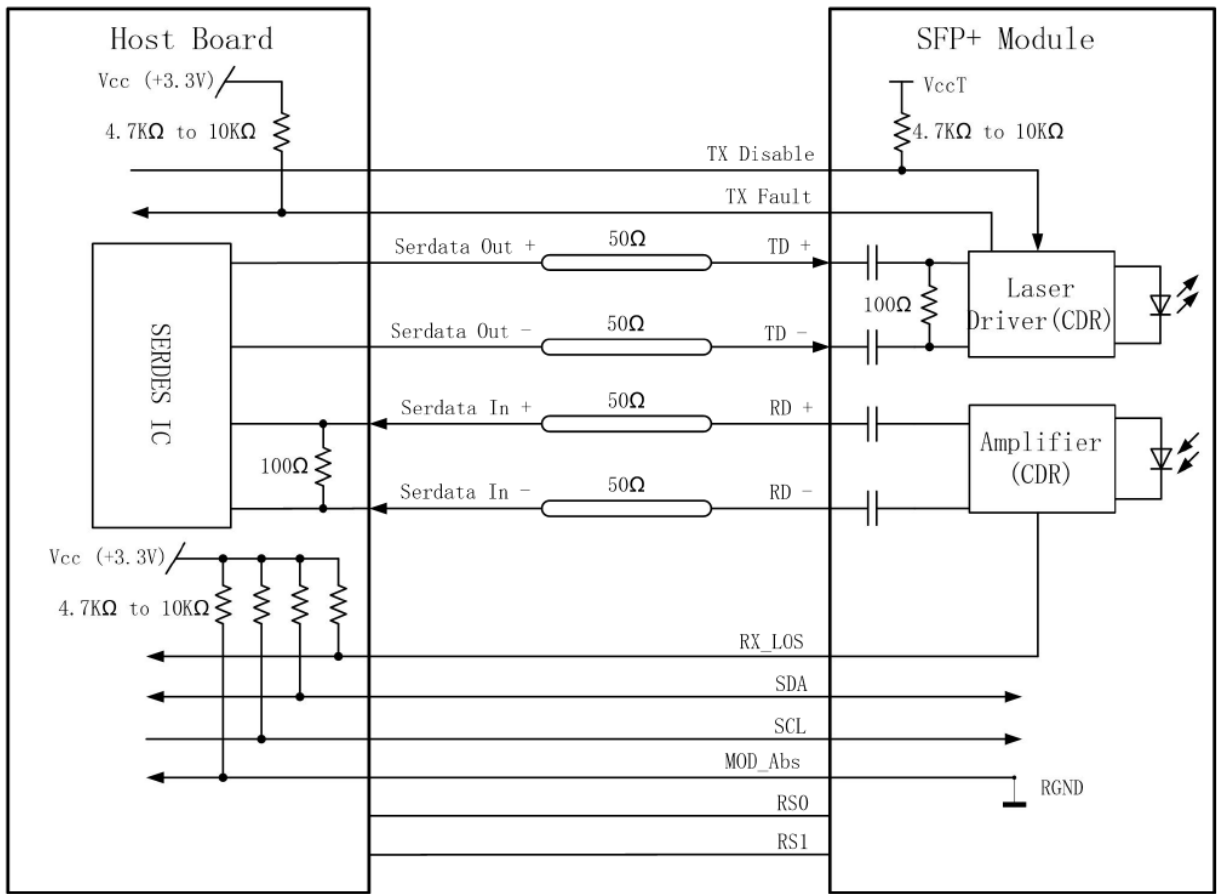 Host Board
SFP+ Module
Vcc (+3.3V)
VccT
4.7KΩ to 10KΩ
4.7KΩ to 10KΩ
TX Disable
TX Fault
Serdata Out +
50Ω
TD +
100Ω
Laser
Driver(CDR)
Serdata Out -
50Ω
TD -
SERDES IC
Serdata In +
50Ω
RD +
100Ω
Amplifier
(CDR)
Serdata In -
50Ω
RD -
Vcc (+3.3V)
4.7KΩ to 10KΩ
RX_LOS
SDA
SCL
MOD_Abs
RGND
RS0
RS1